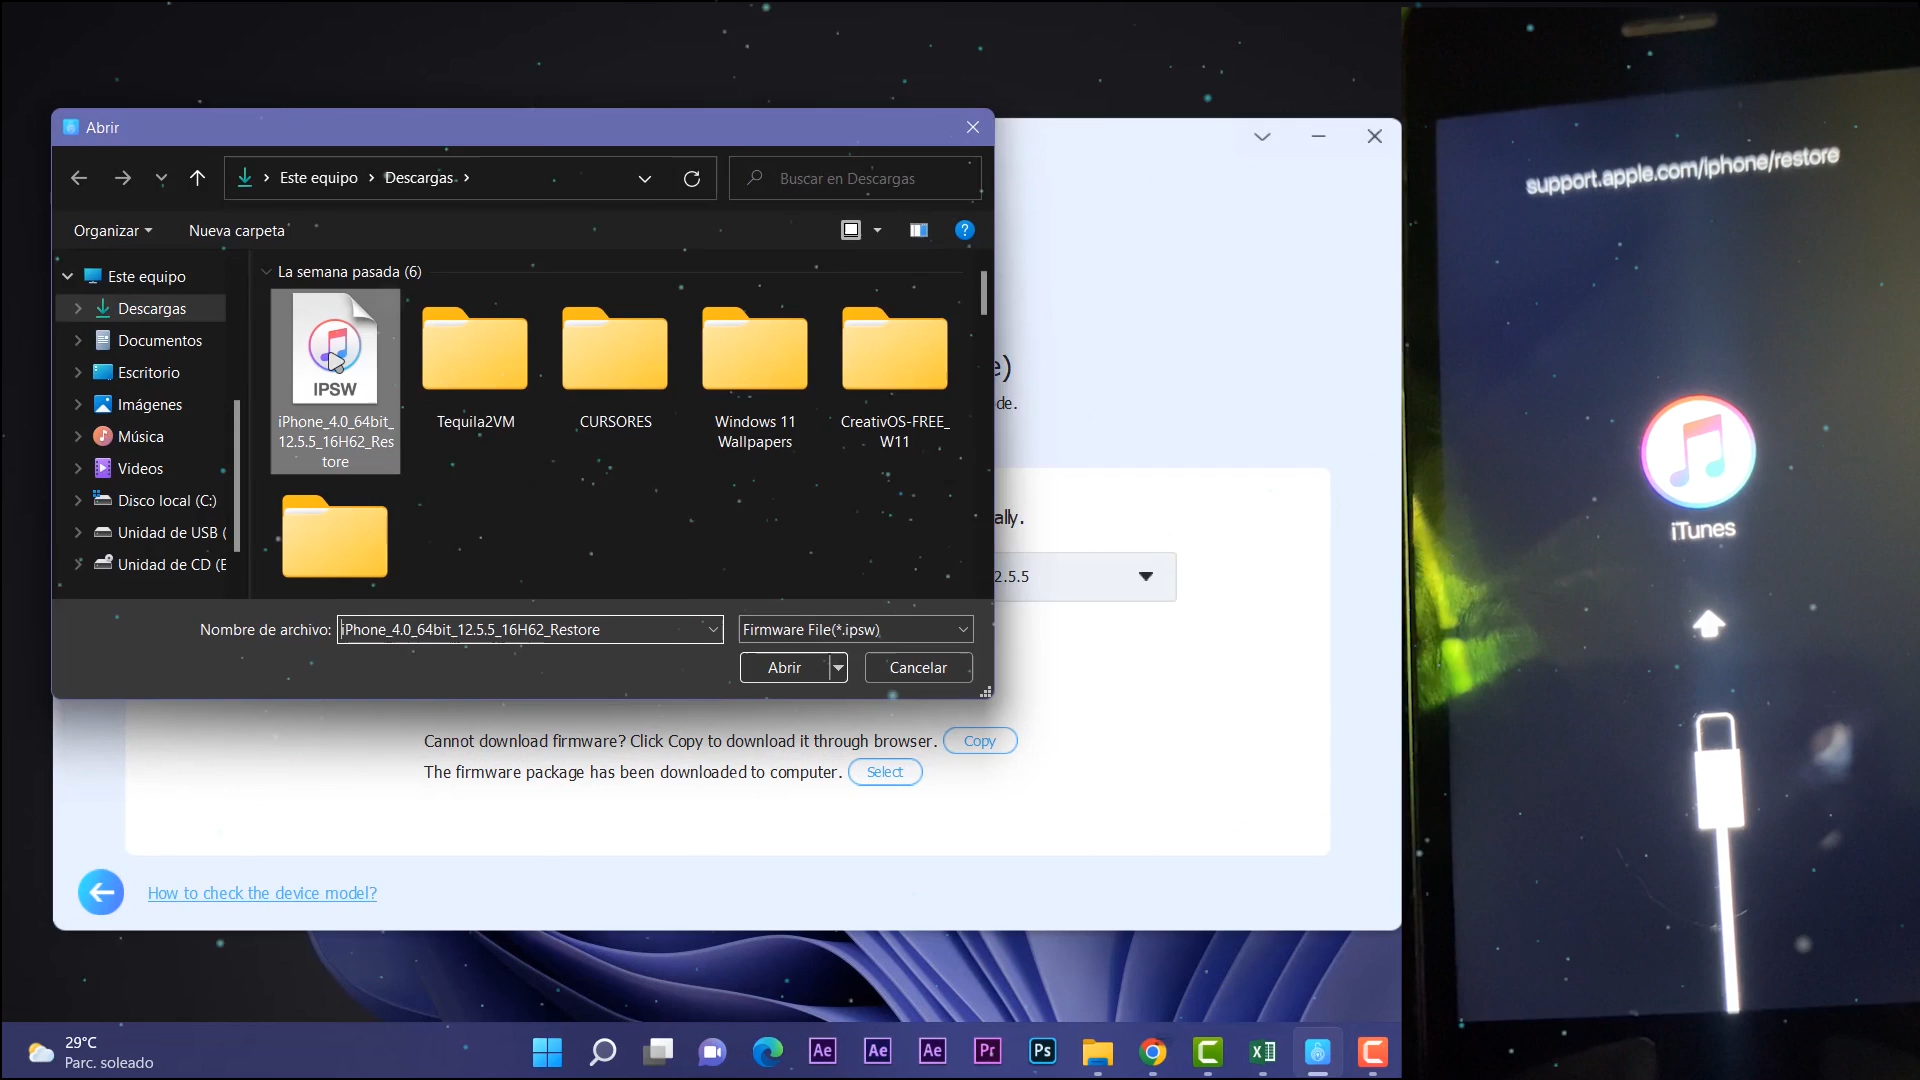 Abrir
Este equipo
Descargas
Buscar en Descargas
Organizar
Nueva carpeta
La semana pasada (6)
Este equipo
Descargas
Documentos
Escritorio
Imágenes
Música
Videos
Disco local (C:)
Unidad de USB (
Unidad de CD (E
IPSW
iPhone_4.0_64bit_
12.5.5_16H62_Res
tore
Tequila2VM
CURSORES
Windows 11
Wallpapers
CreativOS-FREE_
W11
Nombre de archivo:
iPhone_4.0_64bit_12.5.5_16H62_Restore
Firmware File(*.ipsw)
Abrir
Cancelar
e)
de.
ally.
2.5.5
Cannot download firmware? Click Copy to download it through browser.
Copy
The firmware package has been downloaded to computer.
Select
How to check the device model?
support.apple.com/iphone/restore
iTunes
29°C
Parc. soleado
Ae
Ae
Ae
Pr
Ps